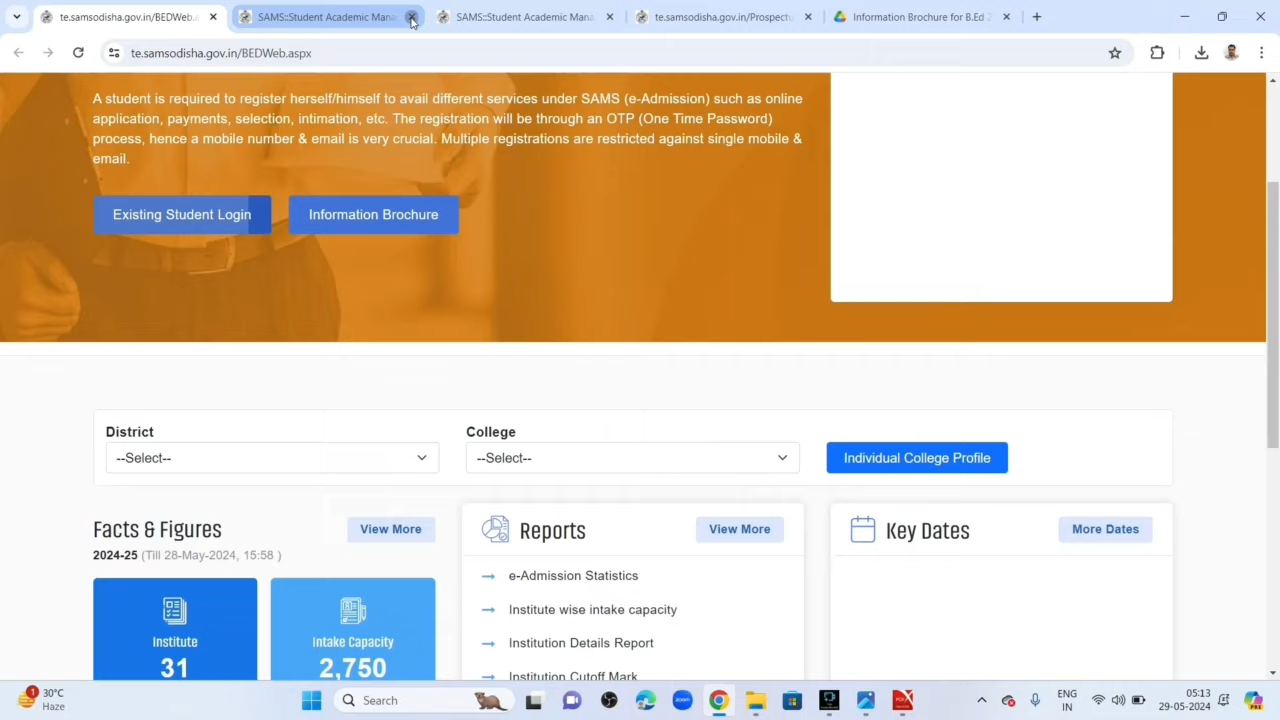 te.samsodisha.gov.in/BEDWeb.a
SAMS::Student Academic Mana
SAMS::Student Academic Mana
te.samsodisha.gov.in/Prospectu
Information Brochure for B.Ed 2
te.samsodisha.gov.in/BEDWeb.aspx
A student is required to register herself/himself to avail different services under SAMS (e-Admission) such as online
application, payments, selection, intimation, etc. The registration will be through an OTP (One Time Password)
process, hence a mobile number & email is very crucial. Multiple registrations are restricted against single mobile &
email.
Existing Student Login
Information Brochure
District
College
--Select--
--Select--
Individual College Profile
Facts & Figures
View More
2024-25 (Till 28-May-2024, 15:58 )
Institute
31
Intake Capacity
2,750
Reports
View More
e-Admission Statistics
Institute wise intake capacity
Institution Details Report
Institution Cutoff Mark
Key Dates
More Dates
1
30°C
Haze
Search
zoom
ENG
IN
05:13
29-05-2024